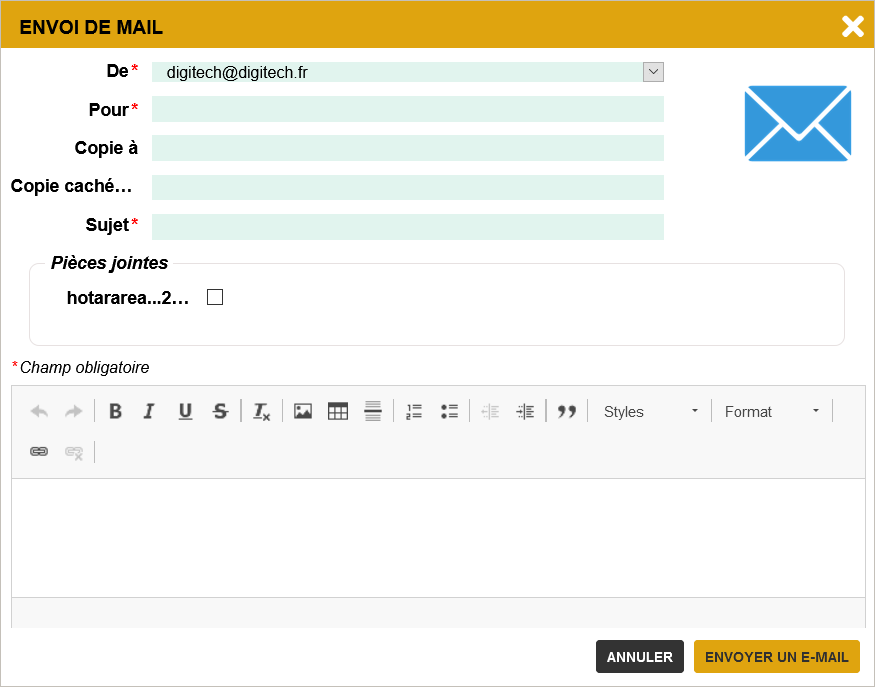 ENVOI DE MAIL
De*
digitech@digitech.fr
Pour*
Copie à
Copie caché...
Sujet*
Pièces jointes
hotararea...2...
*Champ obligatoire
Styles
Format
ANNULER
ENVOYER UN E-MAIL